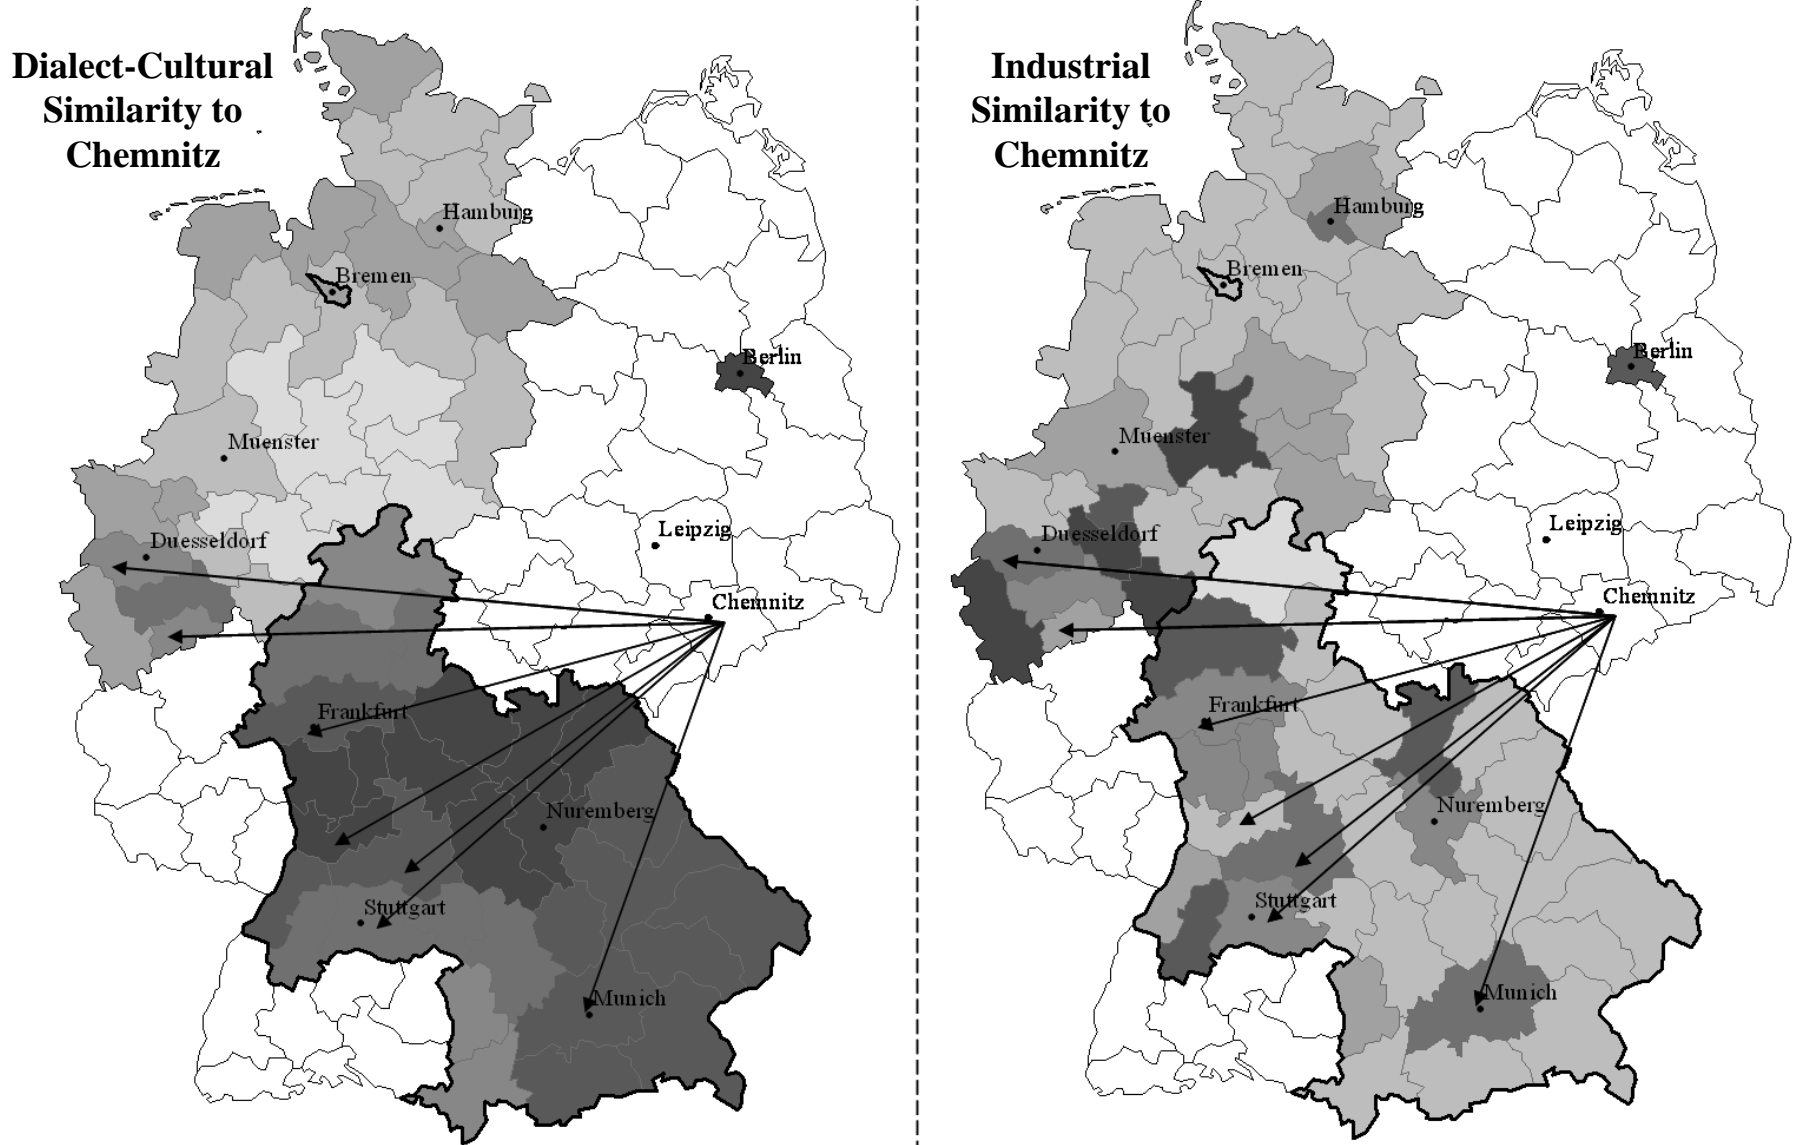 Dialect-Cultural
Similarity to
Chemnitz
Hamburg
Bremen
Berlin
Muenster
Leipzig
Duesseldorf
Chemnitz
Frankfurt
Nuremberg
Stuttgart
Munich
Industrial
Similarity to
Chemnitz
Hamburg
Bremen
Berlin
Muenster
Leipzig
Duesseldorf
Chemnitz
Frankfurt
Nuremberg
Stuttgart
Munich